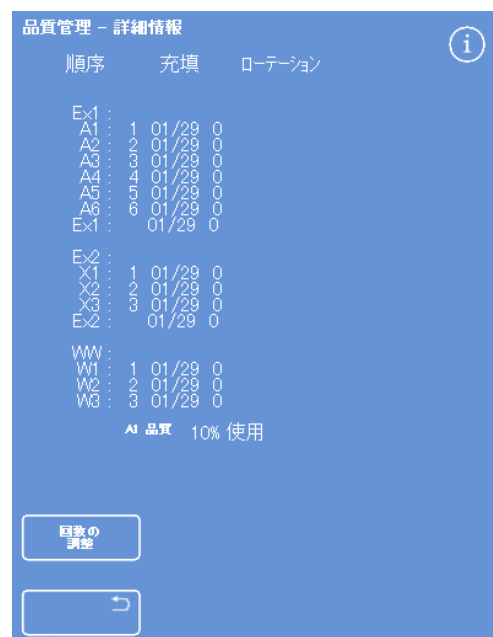 品質管理 – 詳細情報
i
順序 充填 ローテーション
Ex1 :
A1 : 1 01/29 0
A2 : 2 01/29 0
A3 : 3 01/29 0
A4 : 4 01/29 0
A5 : 5 01/29 0
A6 : 6 01/29 0
Ex1 : 01/29 0
Ex2 :
X1 : 1 01/29 0
X2 : 2 01/29 0
X3 : 3 01/29 0
Ex2 : 01/29 0
WW :
W1 : 1 01/29 0
W2 : 2 01/29 0
W3 : 3 01/29 0
A1 品質 10% 使用
回数の
調整